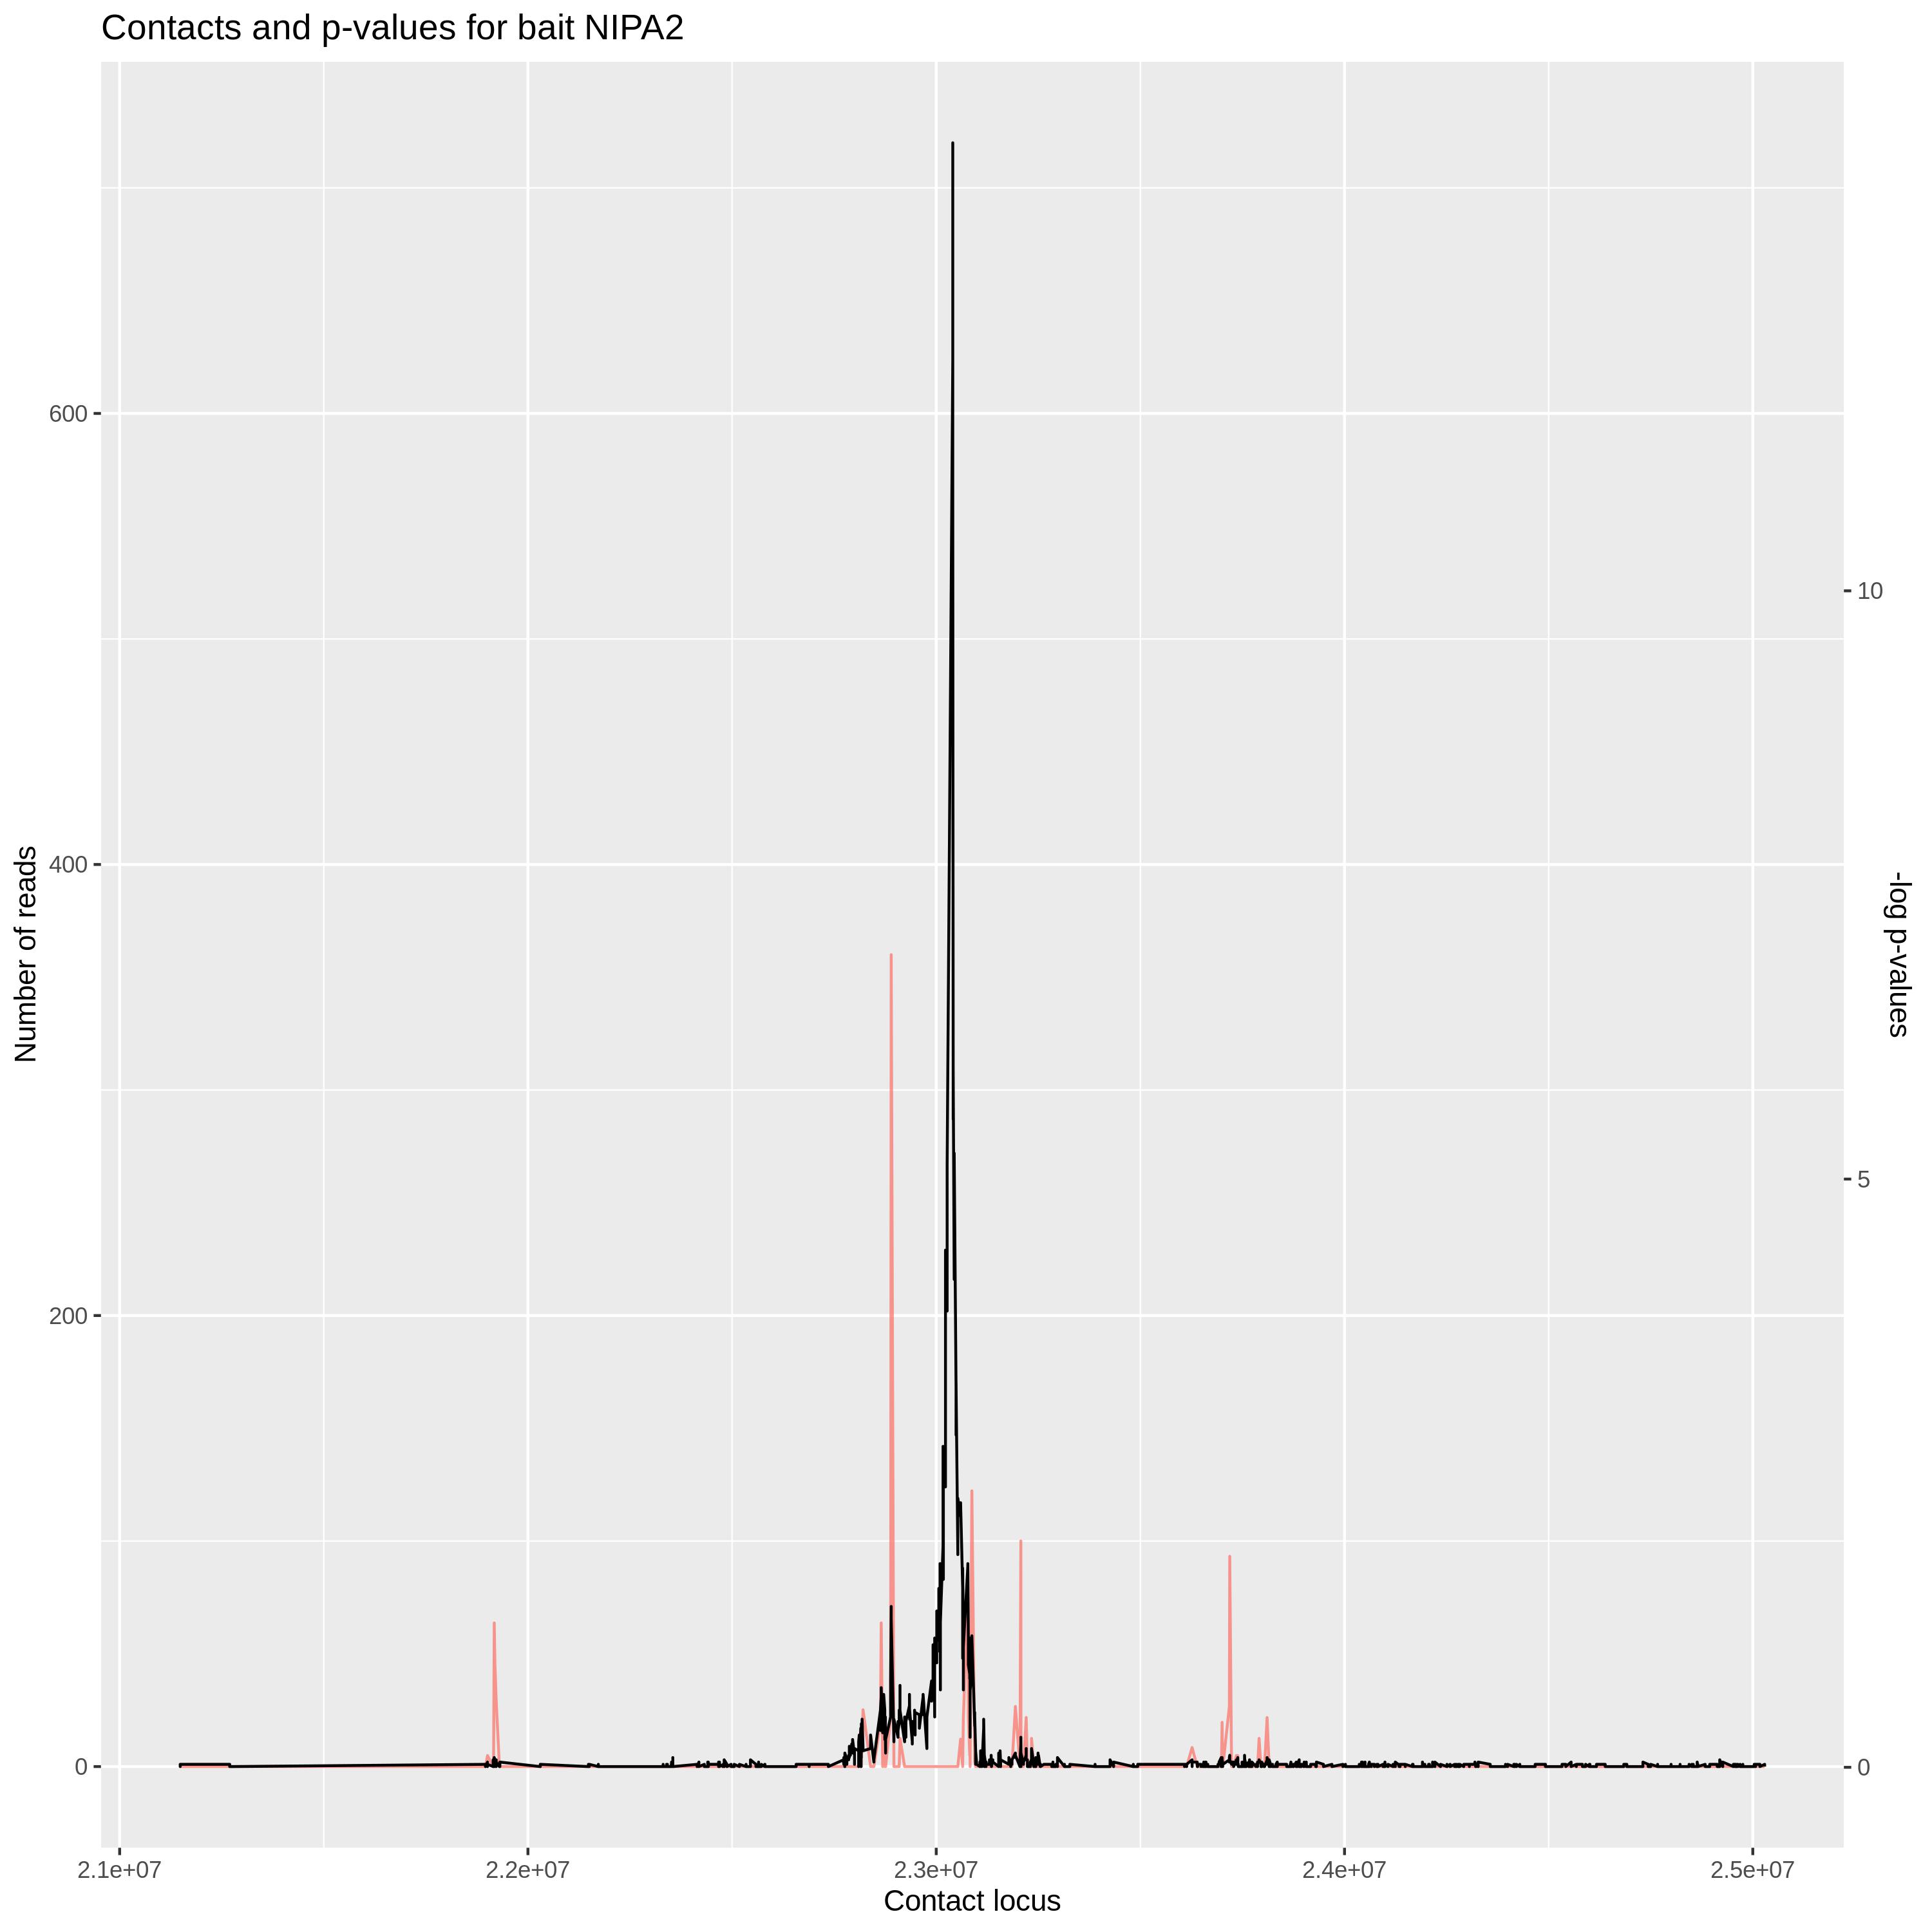 Contacts and p-values for bait NIPA2
Number of reads
600
400
200
0
10
5
0
-log p-values
2.1e+07 2.2e+07 2.3e+07 2.4e+07 2.5e+07
Contact locus